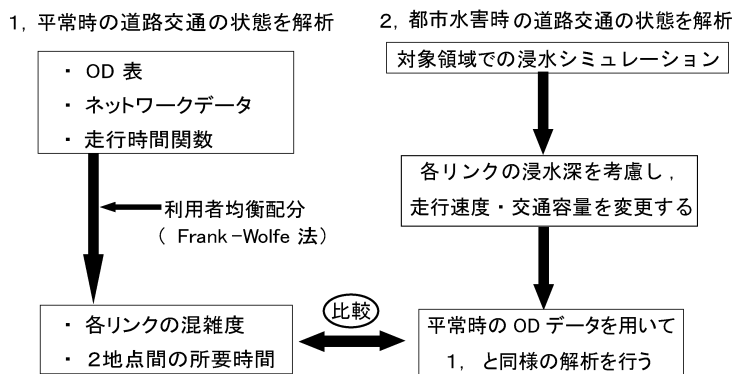 1, 平常時の道路交通の状態を解析
・ OD 表
・ ネットワークデータ
・ 走行時間関数
利用者均衡配分
( Frank-Wolfe 法)
・ 各リンクの混雑度
・ 2地点間の所要時間
比較
2, 都市水害時の道路交通の状態を解析
対象領域での浸水シミュレーション
各リンクの浸水深を考慮し,
走行速度・交通容量を変更する
平常時の OD データを用いて
1, と同様の解析を行う